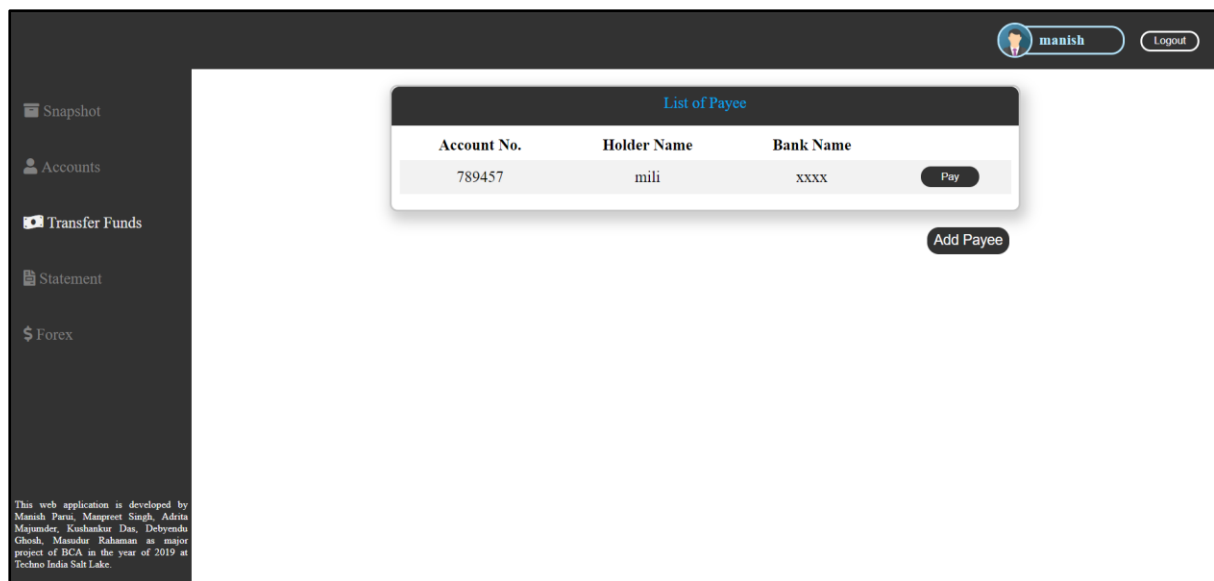 manish
Logout
Snapshot
Accounts
Transfer Funds
Statement
$ Forex
List of Payee
Account No. Holder Name Bank Name
789457 mili xxxx Pay
Add Payee
This web application is developed by
Manish Parui, Manpreet Singh, Adrita
Majumder, Kushankur Das, Debyendu
Ghosh, Masudur Rahaman as major
project of BCA in the year of 2019 at
Techno India Salt Lake.